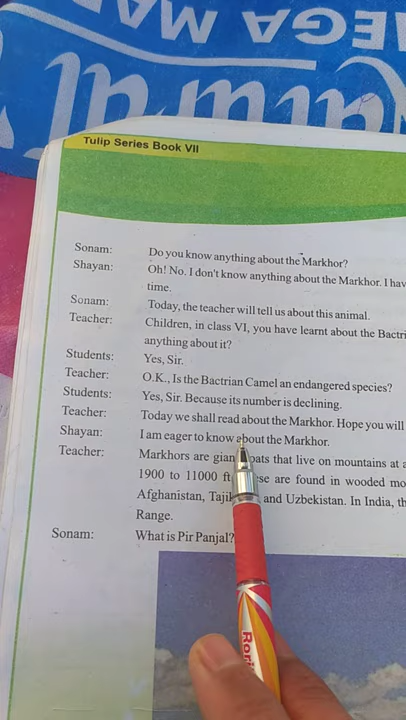 EGA MA
Tulip Series Book VII
Sonam: Do you know anything about the Markhor?
Shayan: Oh! No. I don't know anything about the Markhor. I hav
time.
Sonam: Today, the teacher will tell us about this animal.
Teacher: Children, in class VI, you have learnt about the Bactri
anything about it?
Students: Yes, Sir.
Teacher: O.K., Is the Bactrian Camel an endangered species?
Students: Yes, Sir. Because its number is declining.
Teacher: Today we shall read about the Markhor. Hope you will
Shayan: I am eager to know about the Markhor.
Teacher: Markhors are gian oats that live on mountains at a
1900 to 11000 ft se are found in wooded mo
Afghanistan, Tajik and Uzbekistan. In India, th
Range.
Sonam: What is Pir Panjal?
Rori